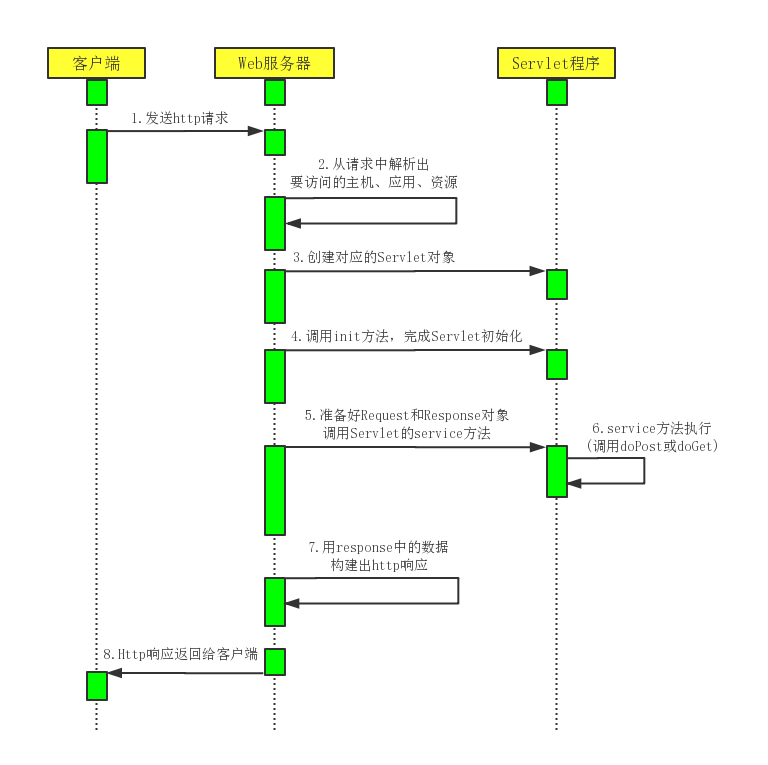 客户端
Web服务器
Servlet程序
1.发送http请求
2.从请求中解析出
要访问的主机、应用、资源
3.创建对应的Servlet对象
4.调用init方法，完成Servlet初始化
5.准备好Request和Response对象
调用Servlet的service方法
6.service方法执行
(调用doPost或doGet)
7.用response中的数据
构建出http响应
8.Http响应返回给客户端